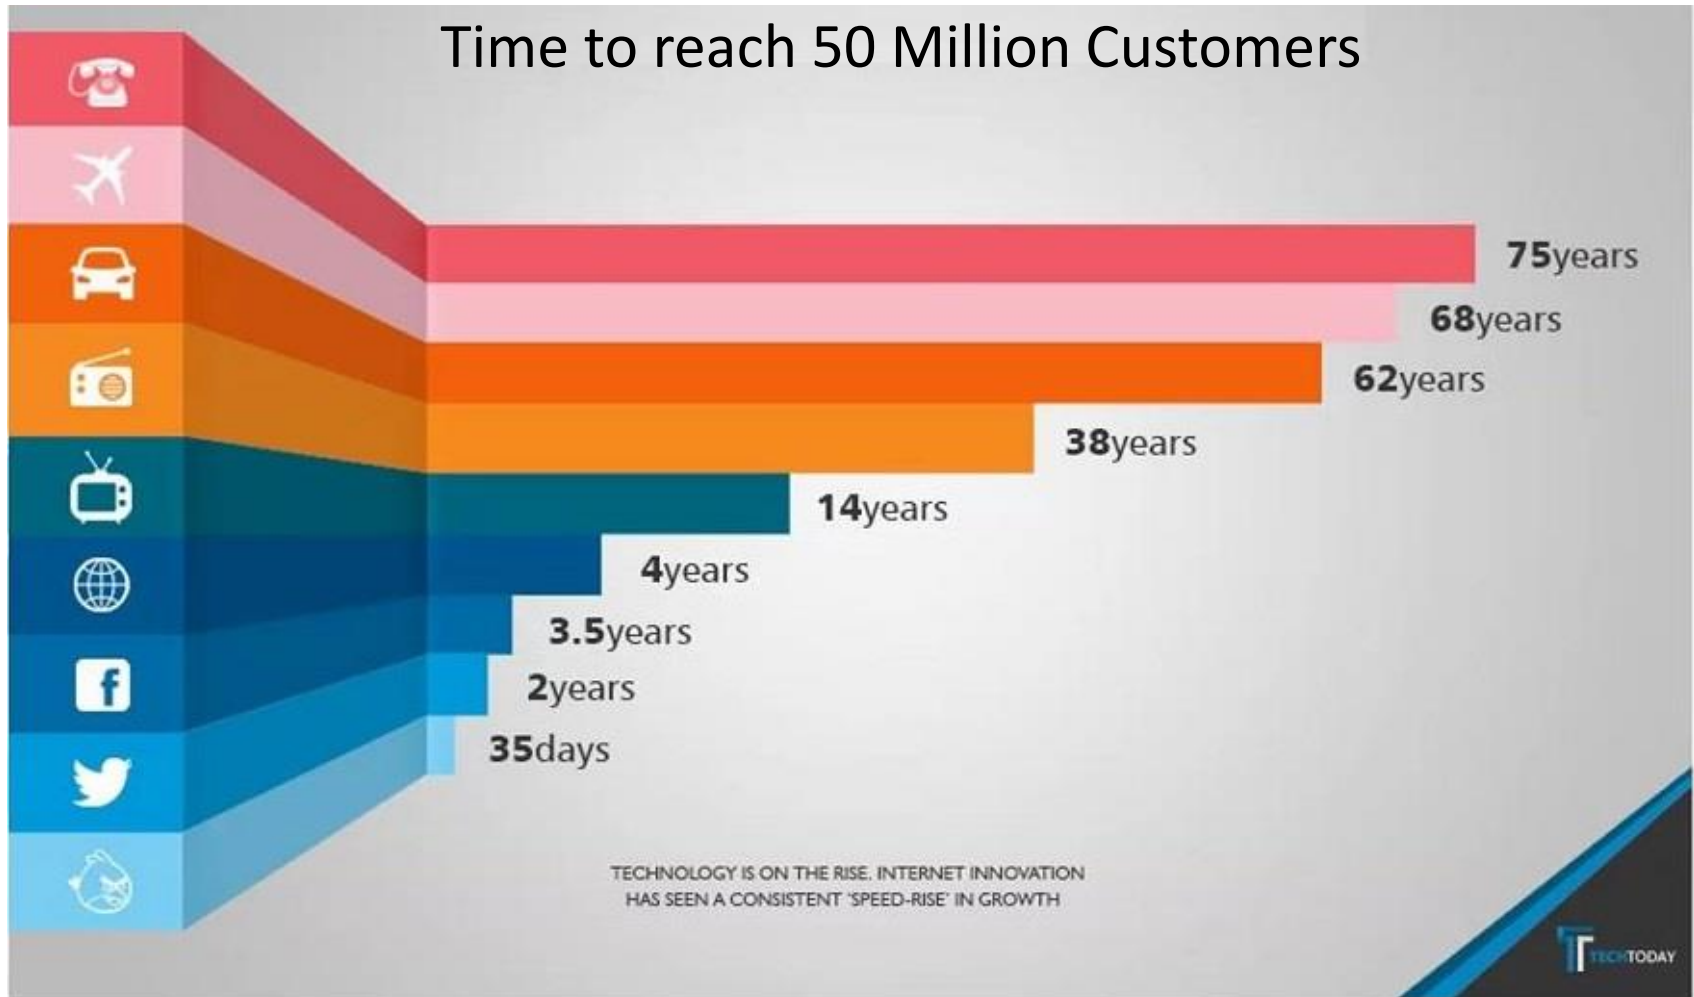 Time to reach 50 Million Customers
75years
68years
62years
38years
14years
4years
3.5years
2years
35days
TECHNOLOGY IS ON THE RISE. INTERNET INNOVATION
HAS SEEN A CONSISTENT 'SPEED-RISE' IN GROWTH
TECHTODAY